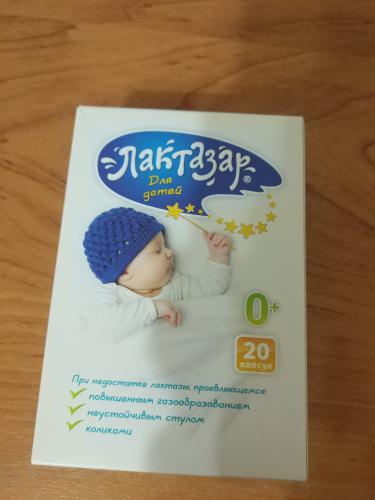 Лактазар®
Для
детей
0+
20
капсул
При недостатке лактазы, проявляющемся:
повышенным газообразованием
неустойчивым стулом
коликами